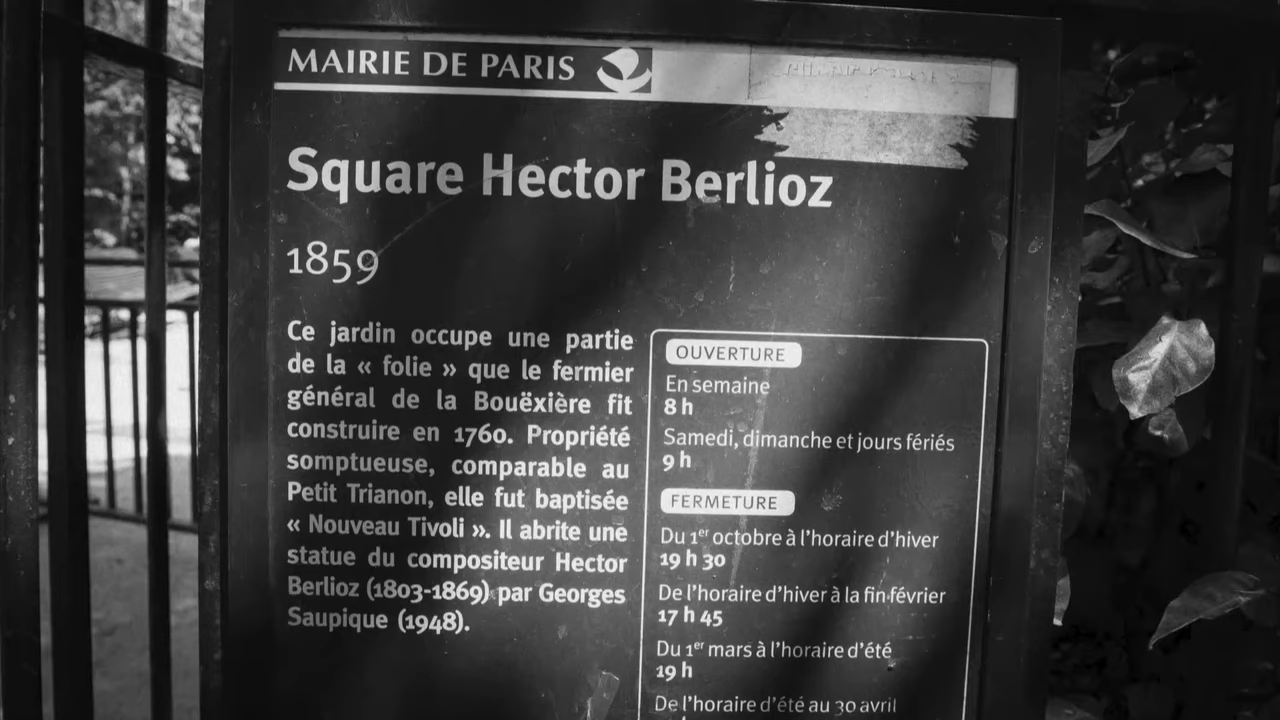 MAIRIE DE PARIS
Square Hector Berlioz
1859
Ce jardin occupe une partie
de la « folie » que le fermier
général de la Bouëxière fit
construire en 1760. Propriété
somptueuse, comparable au
Petit Trianon, elle fut baptisée
« Nouveau Tivoli ». Il abrite une
statue du compositeur Hector
Berlioz (1803-1869) par Georges
Saupique (1948).
OUVERTURE
En semaine
8 h
Samedi, dimanche et jours fériés
9 h
FERMETURE
Du 1er octobre à l'horaire d'hiver
19 h 30
De l'horaire d'hiver à la fin février
17 h 45
Du 1er mars à l'horaire d'été
19 h
De l'horaire d'été au 30 avril